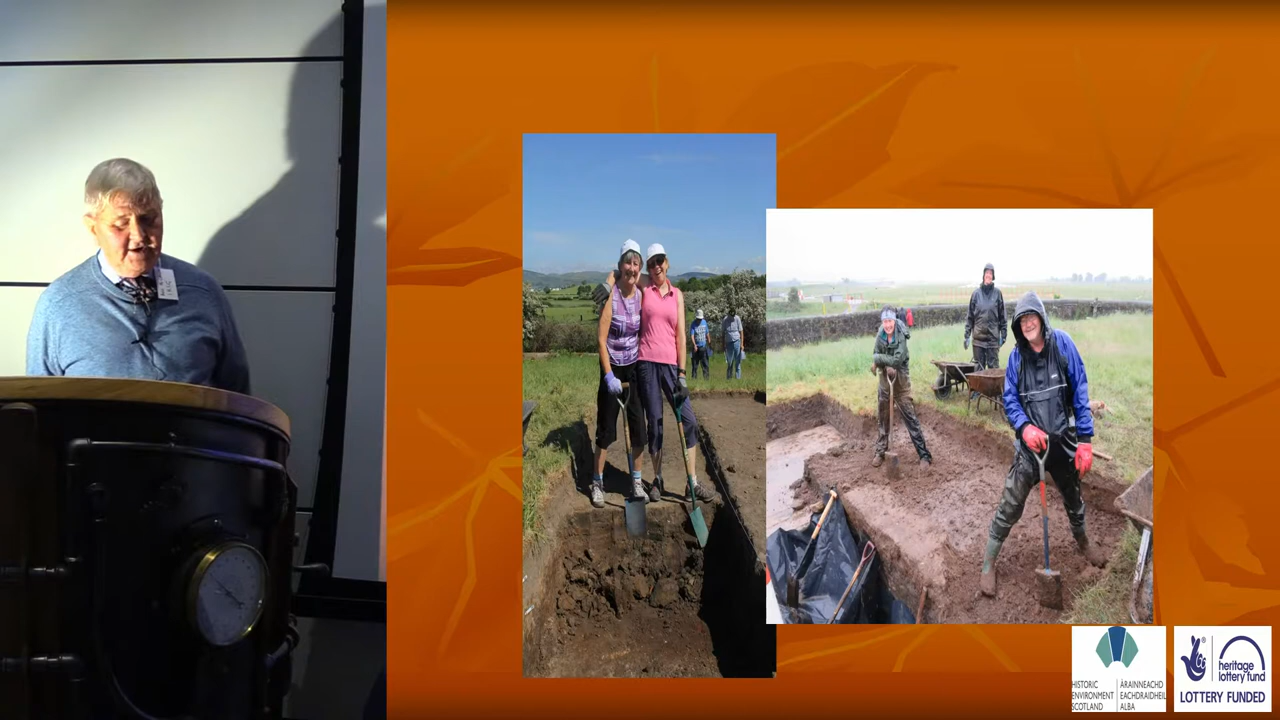 HISTORIC
ENVIRONMENT
SCOTLAND
ÀRAINNEACHD
EACHDRAIDHEIL
ALBA
heritage
lottery fund
LOTTERY FUNDED